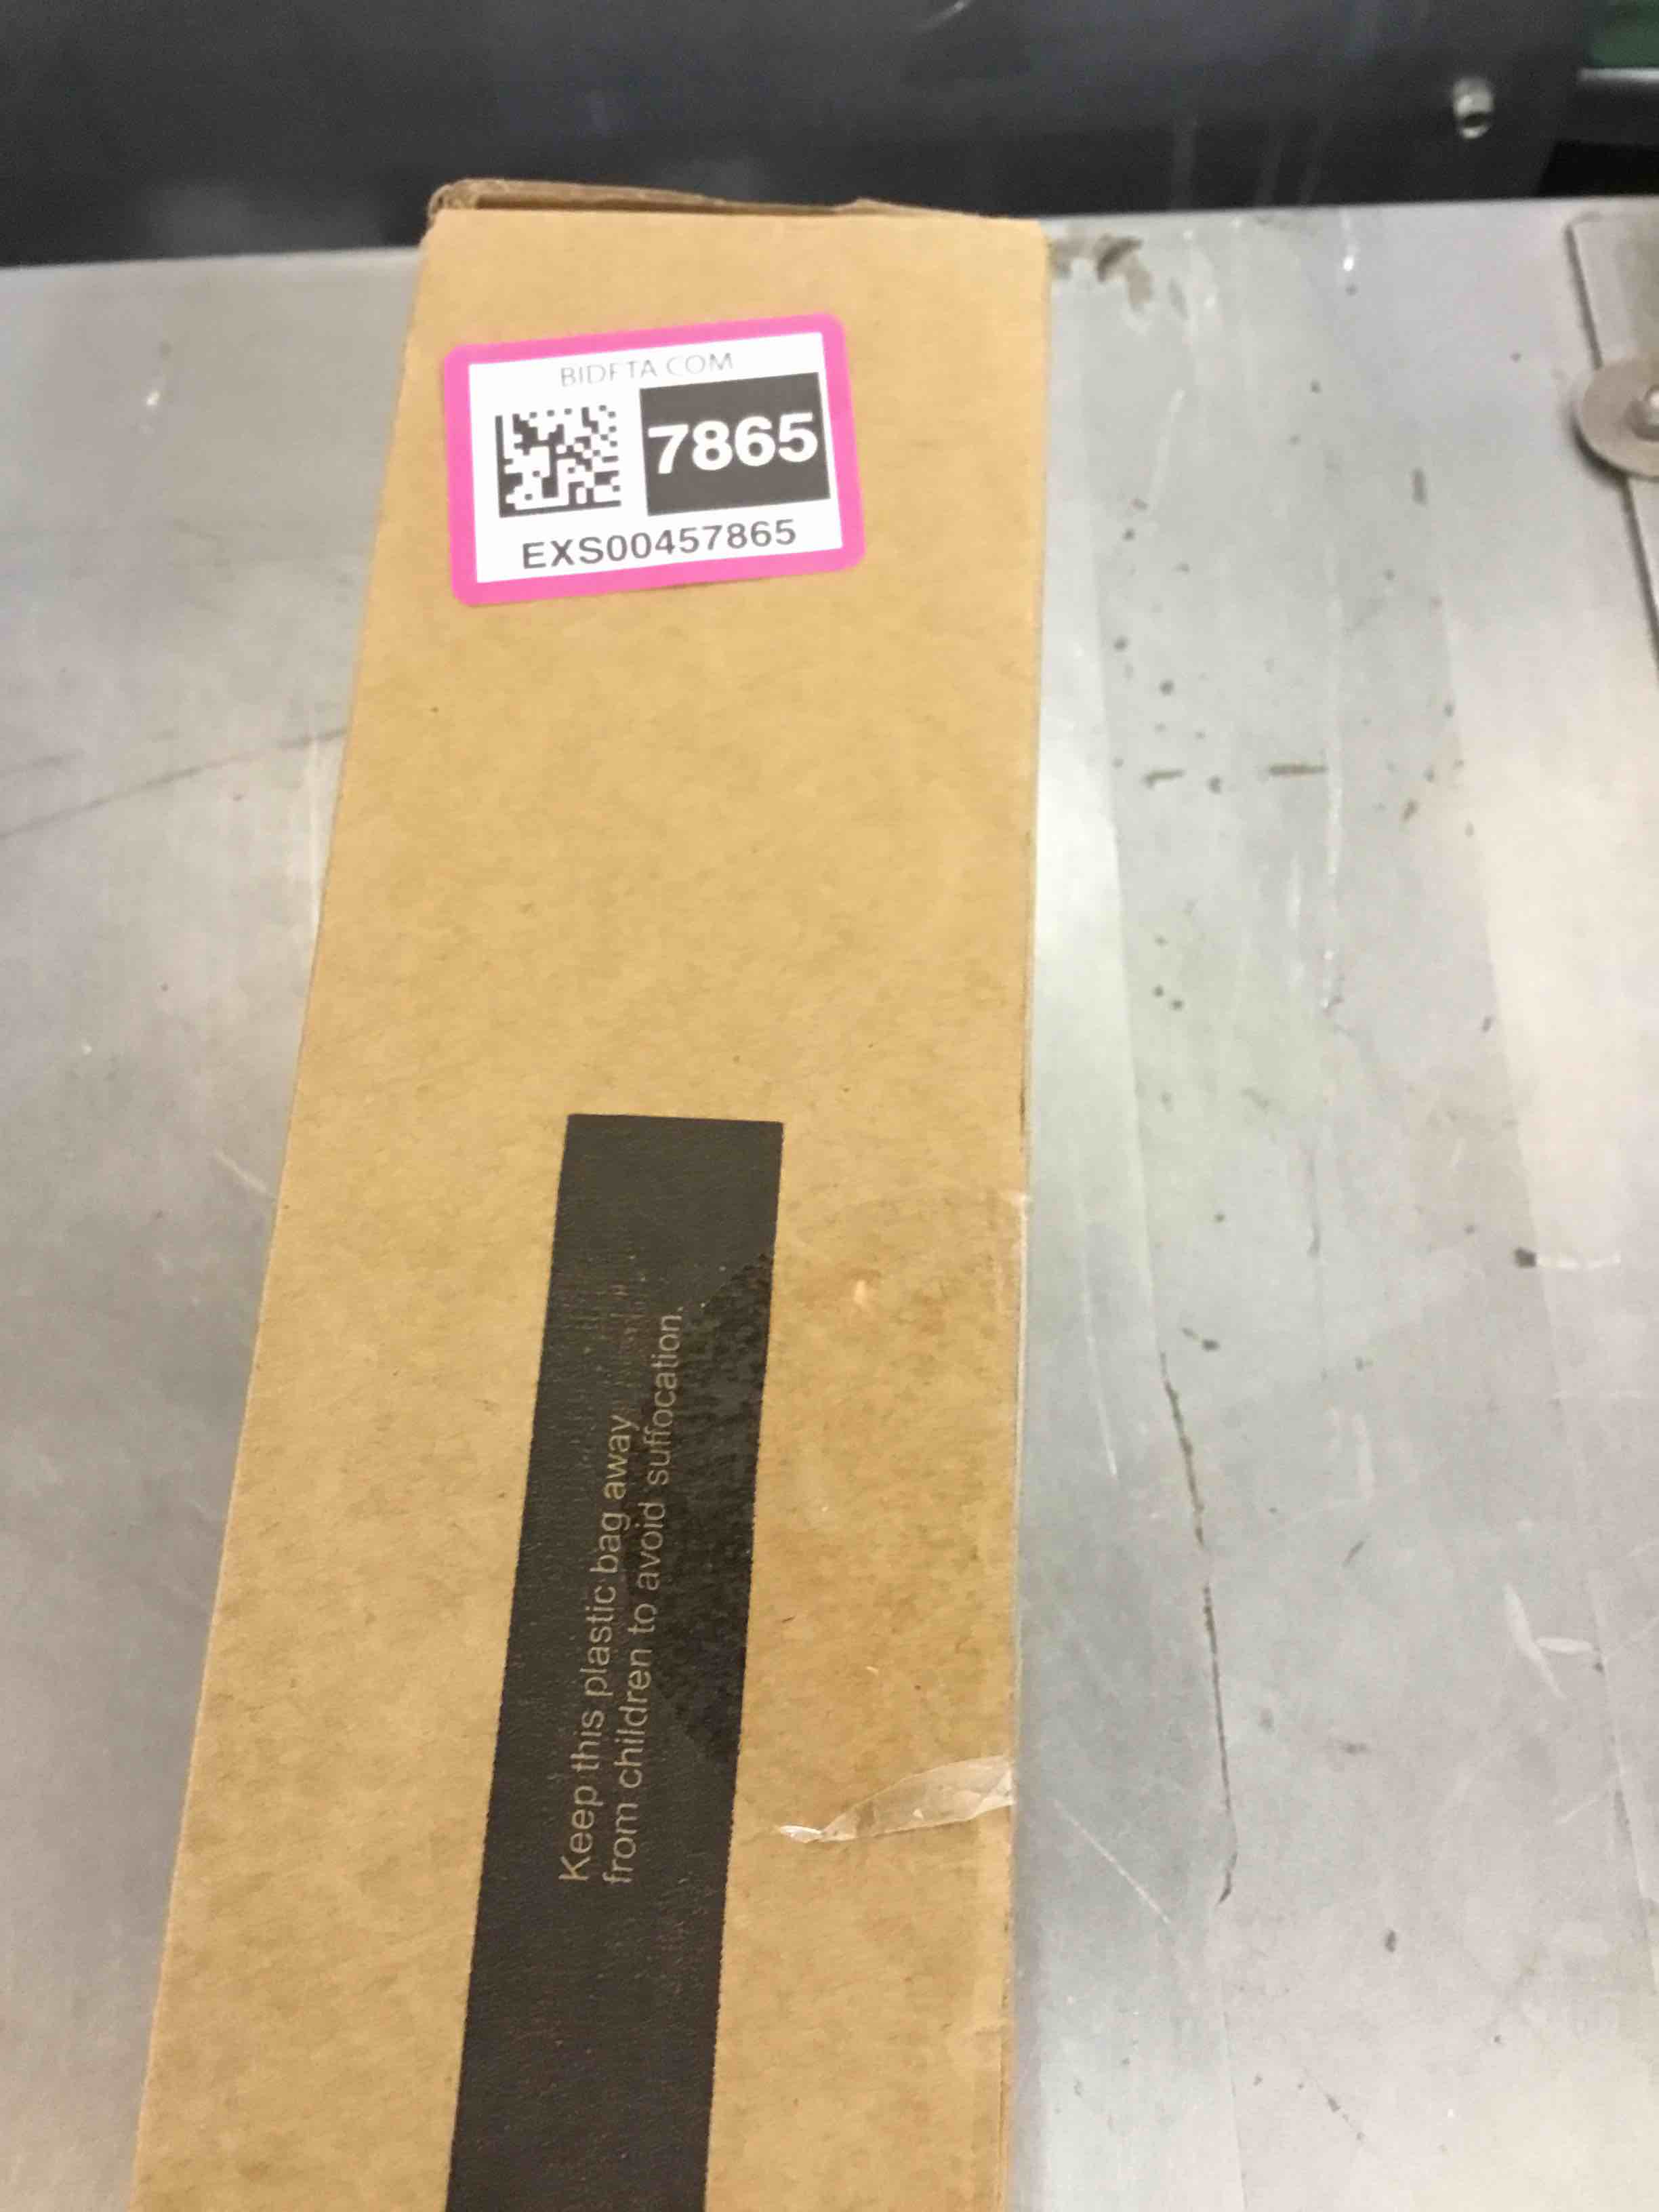 BIDFTA.COM
7865
EXS00457865
Keep this plastic bag away
from children to avoid suffocation.